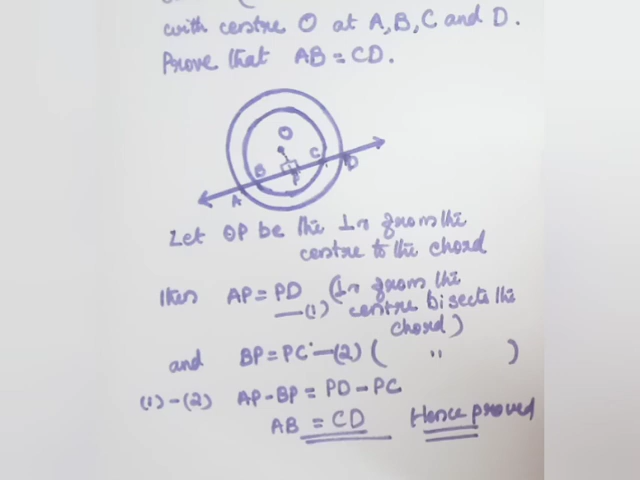 with centre O at A, B, C and D.
Prove that AB = CD.
O
B
C
P
D
A
Let OP be the ⊥r from the
centre to the chord
then AP = PD (⊥r from the
—(1) centre bisects the
chord)
and BP = PC —(2) ( " )
(1) - (2) AP - BP = PD - PC
AB = CD Hence proved